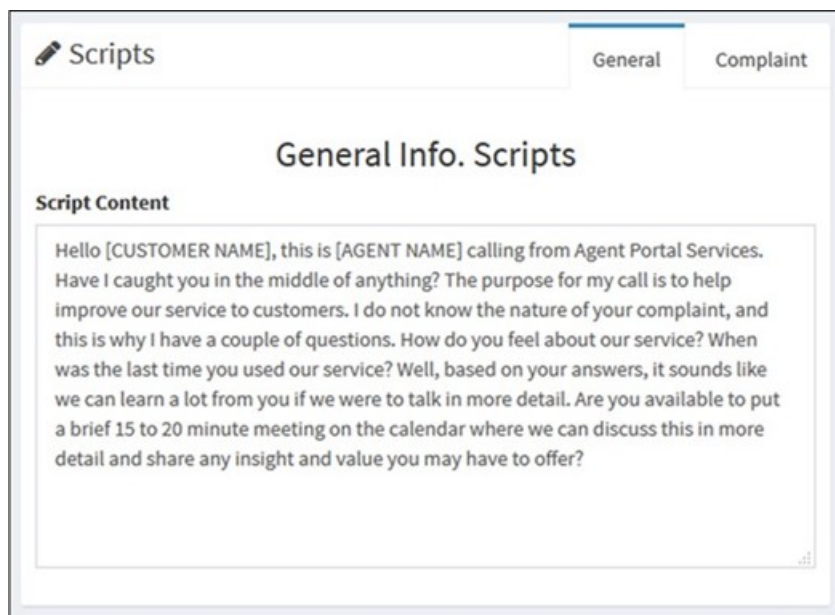 Scripts
General
Complaint
General Info. Scripts
Script Content
Hello [CUSTOMER NAME], this is [AGENT NAME] calling from Agent Portal Services.
Have I caught you in the middle of anything? The purpose for my call is to help
improve our service to customers. I do not know the nature of your complaint, and
this is why I have a couple of questions. How do you feel about our service? When
was the last time you used our service? Well, based on your answers, it sounds like
we can learn a lot from you if we were to talk in more detail. Are you available to put
a brief 15 to 20 minute meeting on the calendar where we can discuss this in more
detail and share any insight and value you may have to offer?